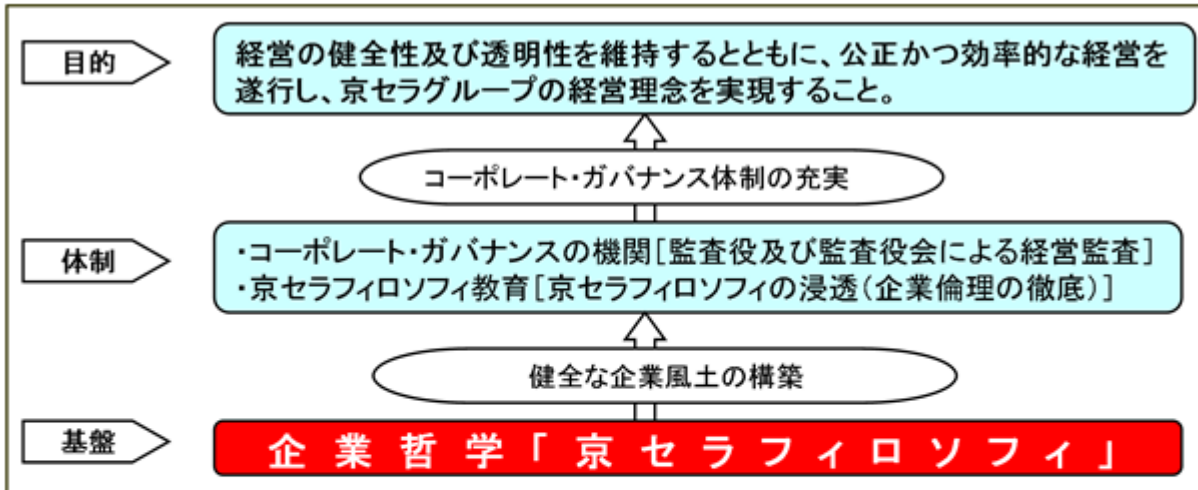 目的
経営の健全性及び透明性を維持するとともに、公正かつ効率的な経営を
遂行し、京セラグループの経営理念を実現すること。
コーポレート・ガバナンス体制の充実
体制
・コーポレート・ガバナンスの機関[監査役及び監査役会による経営監査]
・京セラフィロソフィ教育[京セラフィロソフィの浸透(企業倫理の徹底)]
健全な企業風土の構築
基盤
企業哲学「京セラフィロソフィ」